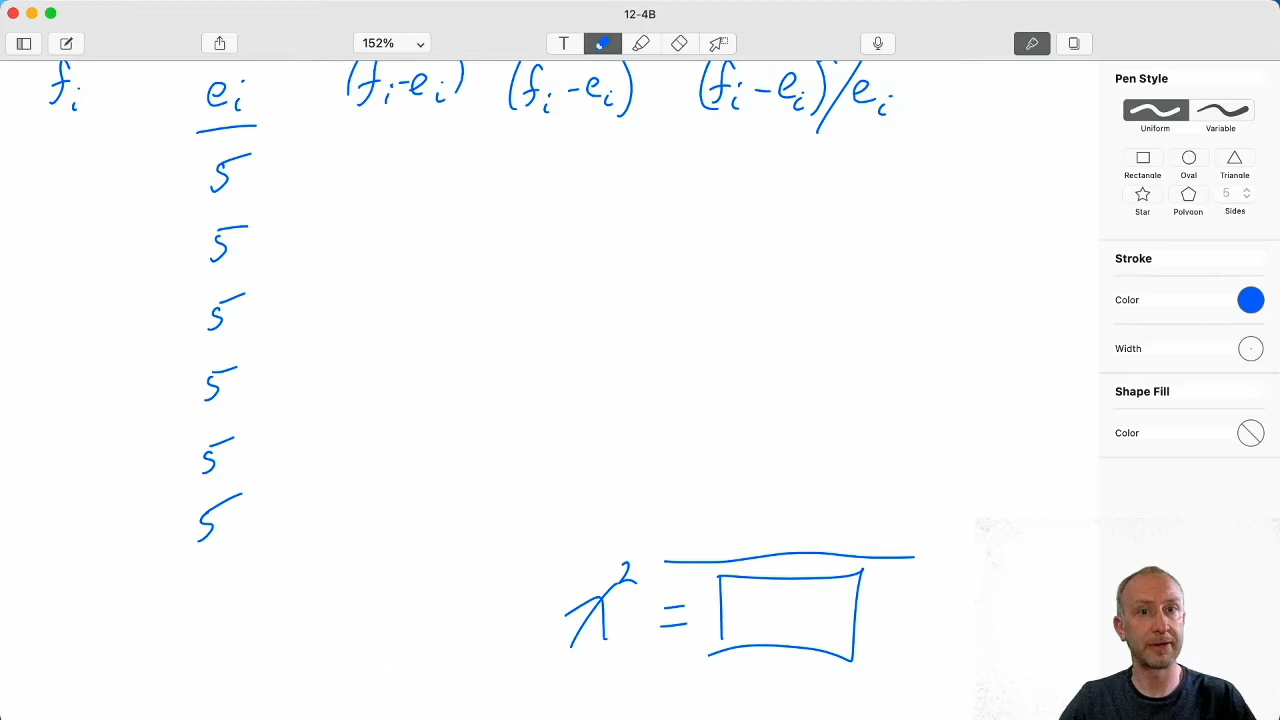 12-4B
152%
T
Pen Style
Uniform Variable
Rectangle Oval Triangle
5
Star Polygon Sides
Stroke
Color
Width
Shape Fill
Color
fᵢ eᵢ (fᵢ-eᵢ) (fᵢ-eᵢ) (fᵢ-eᵢ)/eᵢ
5
5
5
5
5
5
χ² =